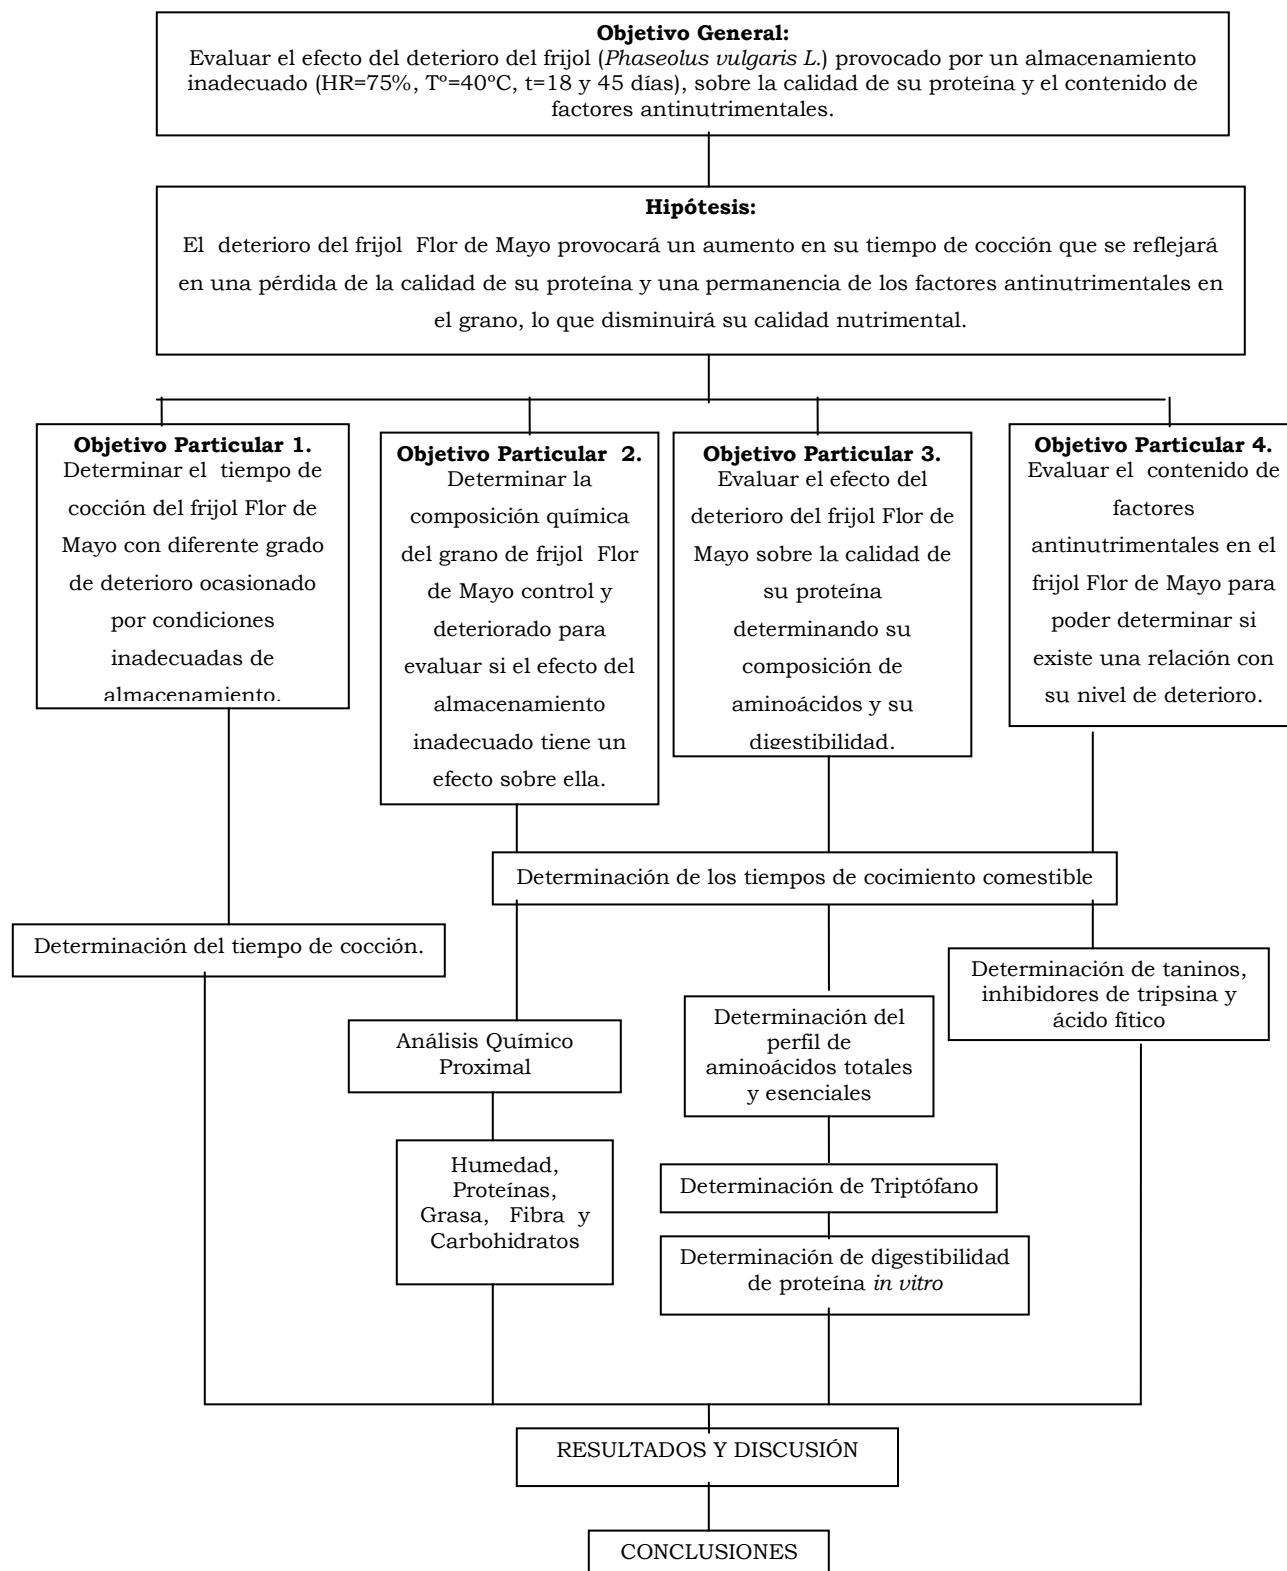 Objetivo General:
Evaluar el efecto del deterioro del frijol (Phaseolus vulgaris L.) provocado por un almacenamiento
inadecuado (HR=75%, Tº=40ºC, t=18 y 45 días), sobre la calidad de su proteína y el contenido de
factores antinutrimentales.
Hipótesis:
El deterioro del frijol Flor de Mayo provocará un aumento en su tiempo de cocción que se reflejará
en una pérdida de la calidad de su proteína y una permanencia de los factores antinutrimentales en
el grano, lo que disminuirá su calidad nutrimental.
Objetivo Particular 1.
Determinar el tiempo de
cocción del frijol Flor de
Mayo con diferente grado
de deterioro ocasionado
por condiciones
inadecuadas de
almacenamiento.
Objetivo Particular 2.
Determinar la
composición química
del grano de frijol Flor
de Mayo control y
deteriorado para
evaluar si el efecto del
almacenamiento
inadecuado tiene un
efecto sobre ella.
Objetivo Particular 3.
Evaluar el efecto del
deterioro del frijol Flor de
Mayo sobre la calidad de
su proteína
determinando su
composición de
aminoácidos y su
digestibilidad.
Objetivo Particular 4.
Evaluar el contenido de
factores
antinutrimentales en el
frijol Flor de Mayo para
poder determinar si
existe una relación con
su nivel de deterioro.
Determinación de los tiempos de cocimiento comestible
Determinación del tiempo de cocción.
Análisis Químico
Proximal
Humedad,
Proteínas,
Grasa, Fibra y
Carbohidratos
Determinación del
perfil de
aminoácidos totales
y esenciales
Determinación de Triptófano
Determinación de digestibilidad
de proteína in vitro
Determinación de taninos,
inhibidores de tripsina y
ácido fítico
RESULTADOS Y DISCUSIÓN
CONCLUSIONES